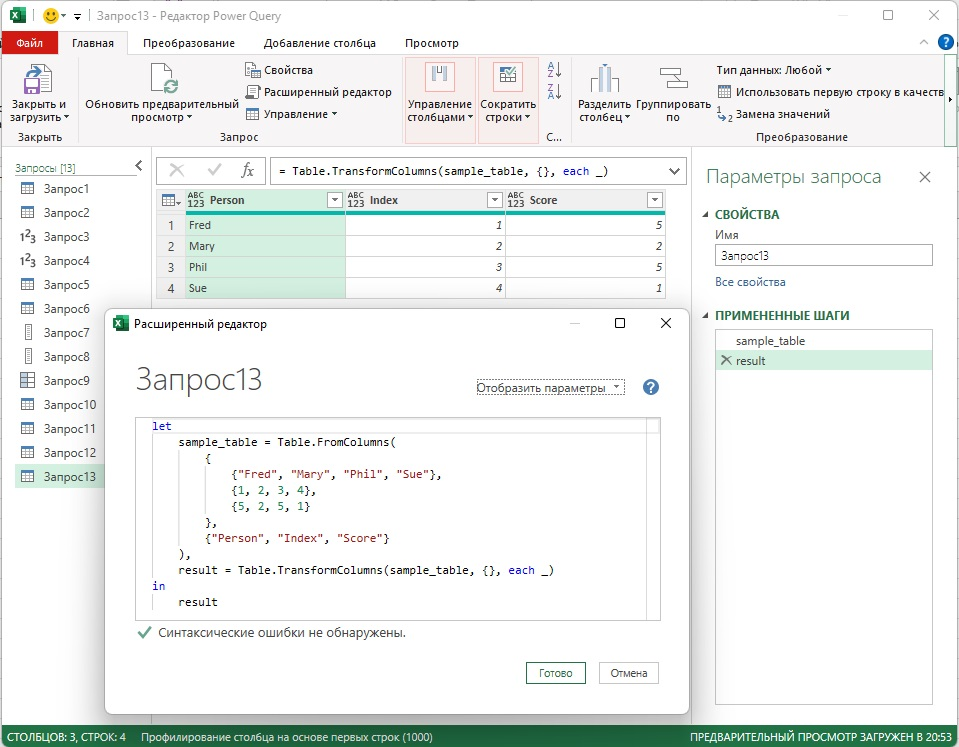 Запрос13 - Редактор Power Query
Файл Главная Преобразование Добавление столбца Просмотр
Закрыть и загрузить
Закрыть
Обновить предварительный просмотр
Свойства
Расширенный редактор
Управление
Запрос
Управление столбцами
Сократить строки
С...
Разделить столбец
Группировать по
Тип данных: Любой
Использовать первую строку в качеств
Замена значений
Преобразование
Запросы [13]
Запрос1
Запрос2
Запрос3
Запрос4
Запрос5
Запрос6
Запрос7
Запрос8
Запрос9
Запрос10
Запрос11
Запрос12
Запрос13
= Table.TransformColumns(sample_table, {}, each _)
ABC 123 Person ABC 123 Index ABC 123 Score
1 Fred 1 5
2 Mary 2 2
3 Phil 3 5
4 Sue 4 1
Параметры запроса
СВОЙСТВА
Имя
Запрос13
Все свойства
ПРИМЕНЕННЫЕ ШАГИ
sample_table
result
Расширенный редактор
Запрос13
Отобразить параметры
let
sample_table = Table.FromColumns(
{
{"Fred", "Mary", "Phil", "Sue"},
{1, 2, 3, 4},
{5, 2, 5, 1}
},
{"Person", "Index", "Score"}
),
result = Table.TransformColumns(sample_table, {}, each _)
in
result
Синтаксические ошибки не обнаружены.
Готово Отмена
СТОЛБЦОВ: 3, СТРОК: 4 Профилирование столбца на основе первых строк (1000) ПРЕДВАРИТЕЛЬНЫЙ ПРОСМОТР ЗАГРУЖЕН В 20:53